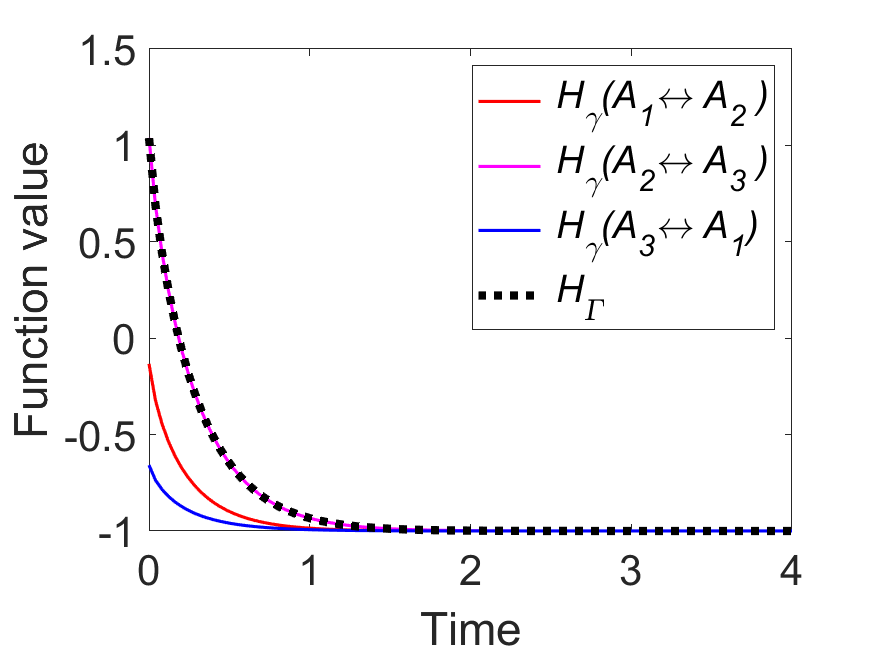 1.5
1
0.5
0
-0.5
-1
Function value
0 1 2 3 4
Time
H_γ(A_1↔A_2)
H_γ(A_2↔A_3)
H_γ(A_3↔A_1)
H_Γ